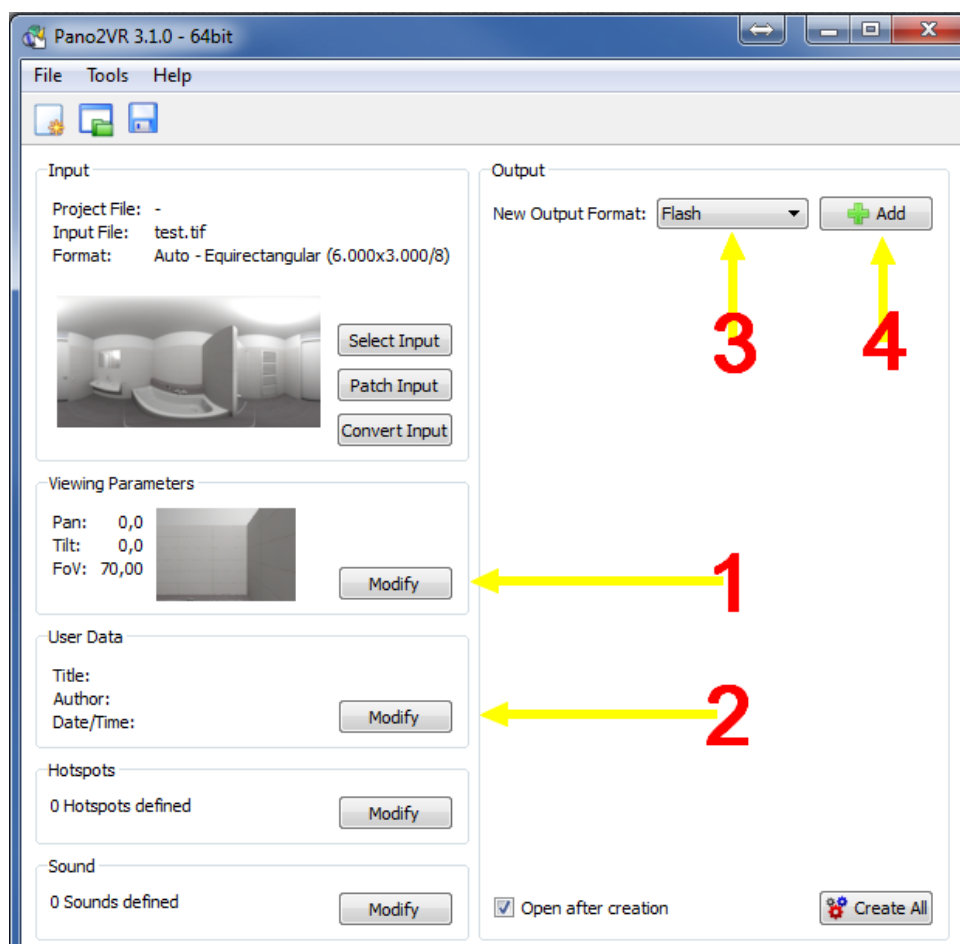 Pano2VR 3.1.0 - 64bit
File Tools Help
Input
Project File: -
Input File: test.tif
Format: Auto - Equirectangular (6.000x3.000/8)
Select Input
Patch Input
Convert Input
Viewing Parameters
Pan: 0,0
Tilt: 0,0
FoV: 70,00
Modify
1
User Data
Title:
Author:
Date/Time:
Modify
2
Hotspots
0 Hotspots defined
Modify
Sound
0 Sounds defined
Modify
Output
New Output Format: Flash Add
3 4
Open after creation Create All